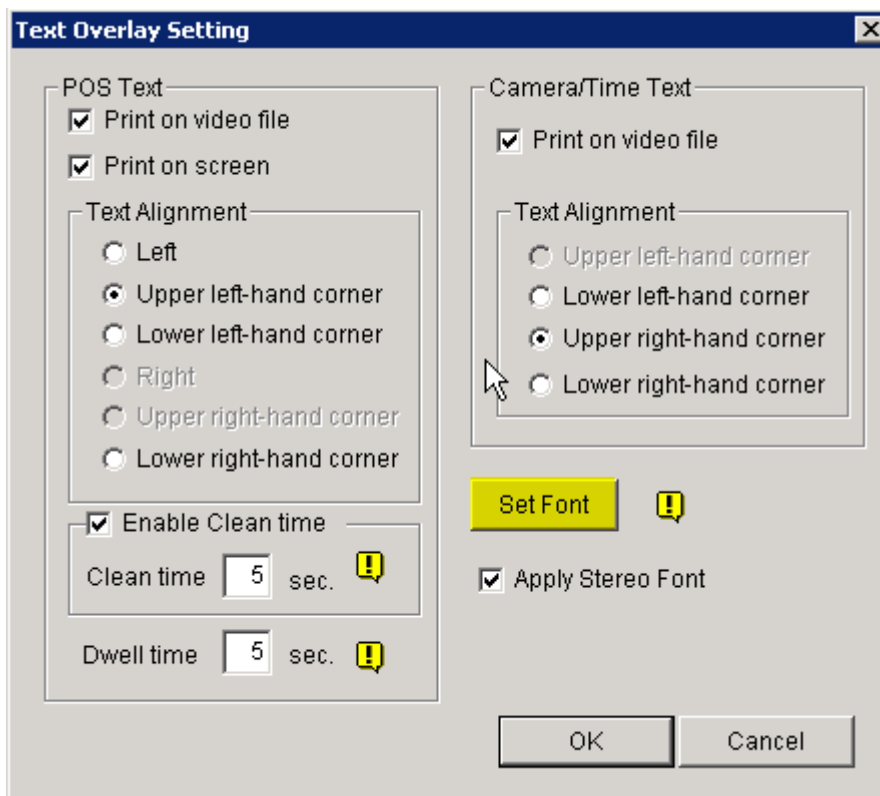 Text Overlay Setting
POS Text
Print on video file
Print on screen
Text Alignment
Left
Upper left-hand corner
Lower left-hand corner
Right
Upper right-hand corner
Lower right-hand corner
Enable Clean time
Clean time 5 sec.
Dwell time 5 sec.
Camera/Time Text
Print on video file
Text Alignment
Upper left-hand corner
Lower left-hand corner
Upper right-hand corner
Lower right-hand corner
Set Font
Apply Stereo Font
OK Cancel